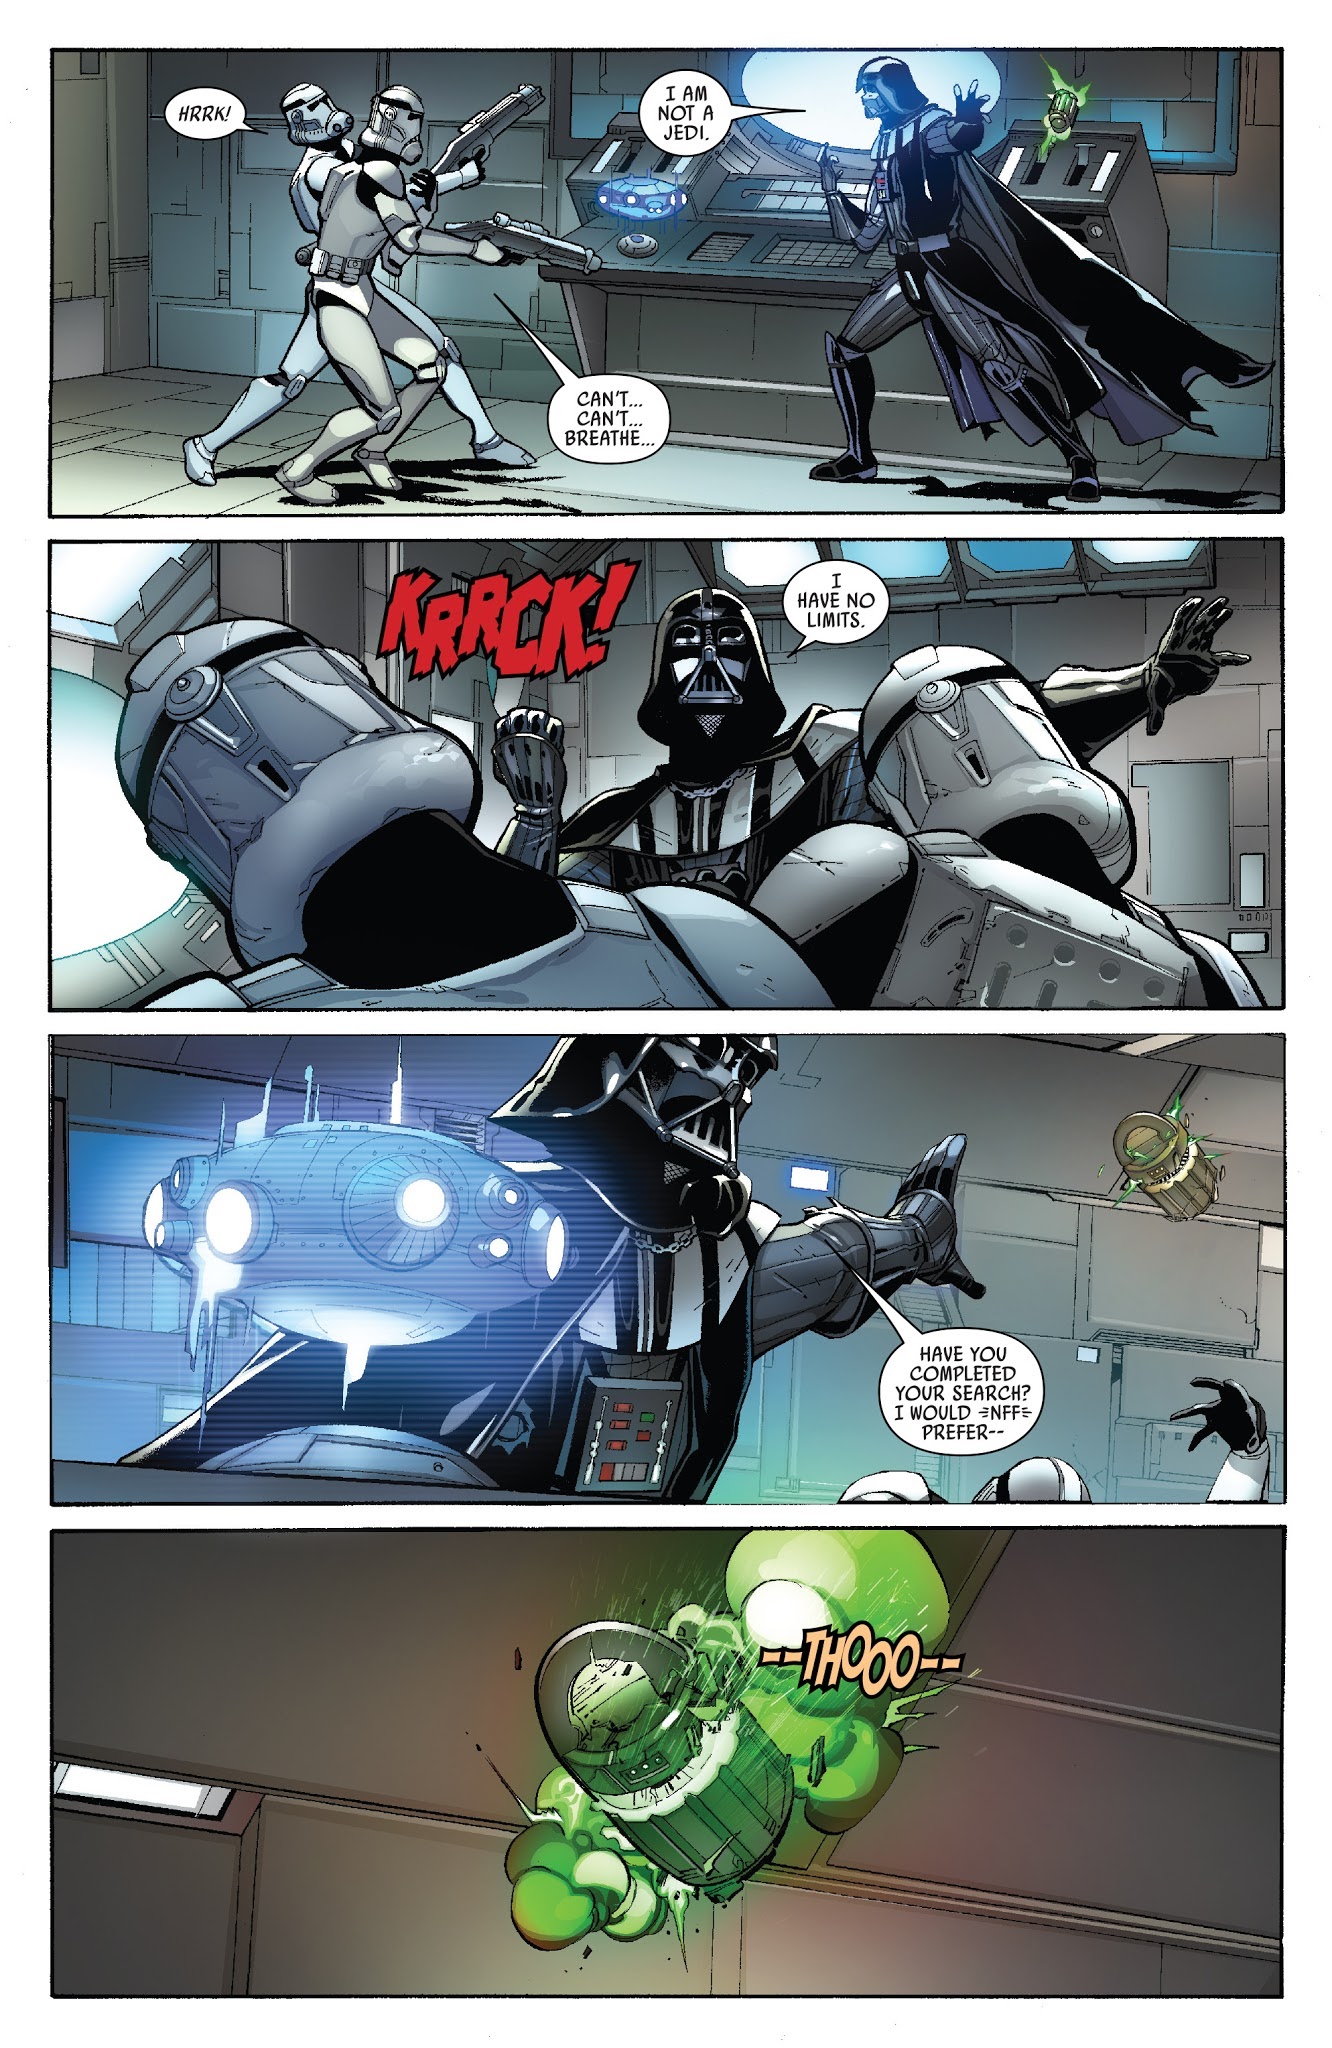 HRRK!
I AM
NOT A
JEDI.
CAN'T...
CAN'T...
BREATHE...
KRRRCK!
I
HAVE NO
LIMITS.
HAVE YOU
COMPLETED
YOUR SEARCH?
I WOULD =NFF=
PREFER--
--THOOO--